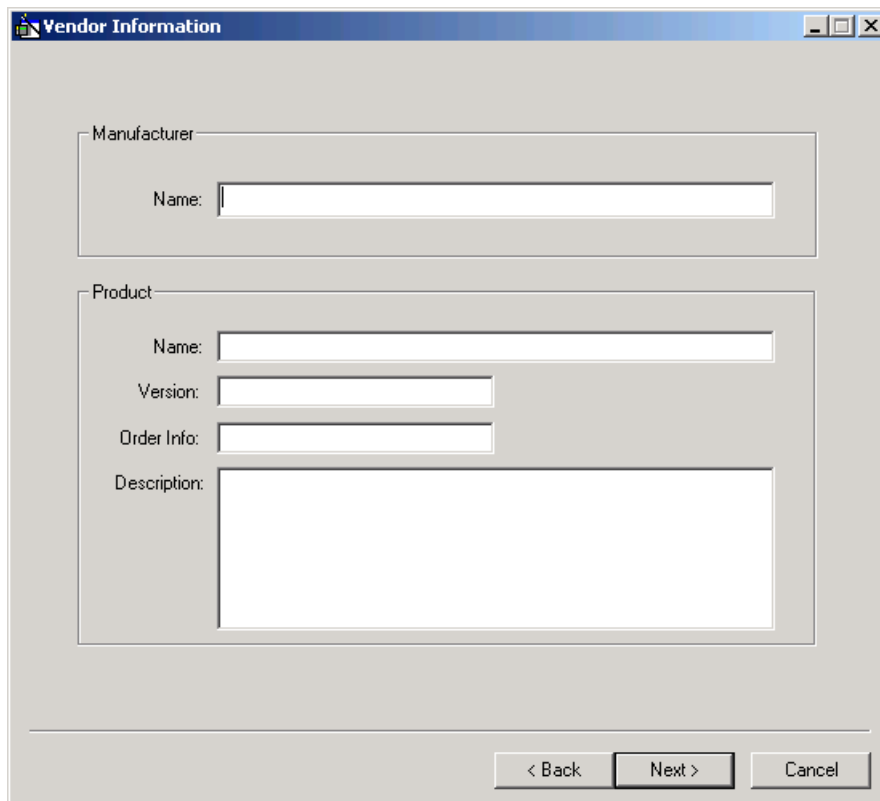 Vendor Information
Manufacturer
Name:
Product
Name:
Version:
Order Info:
Description:
< Back Next > Cancel